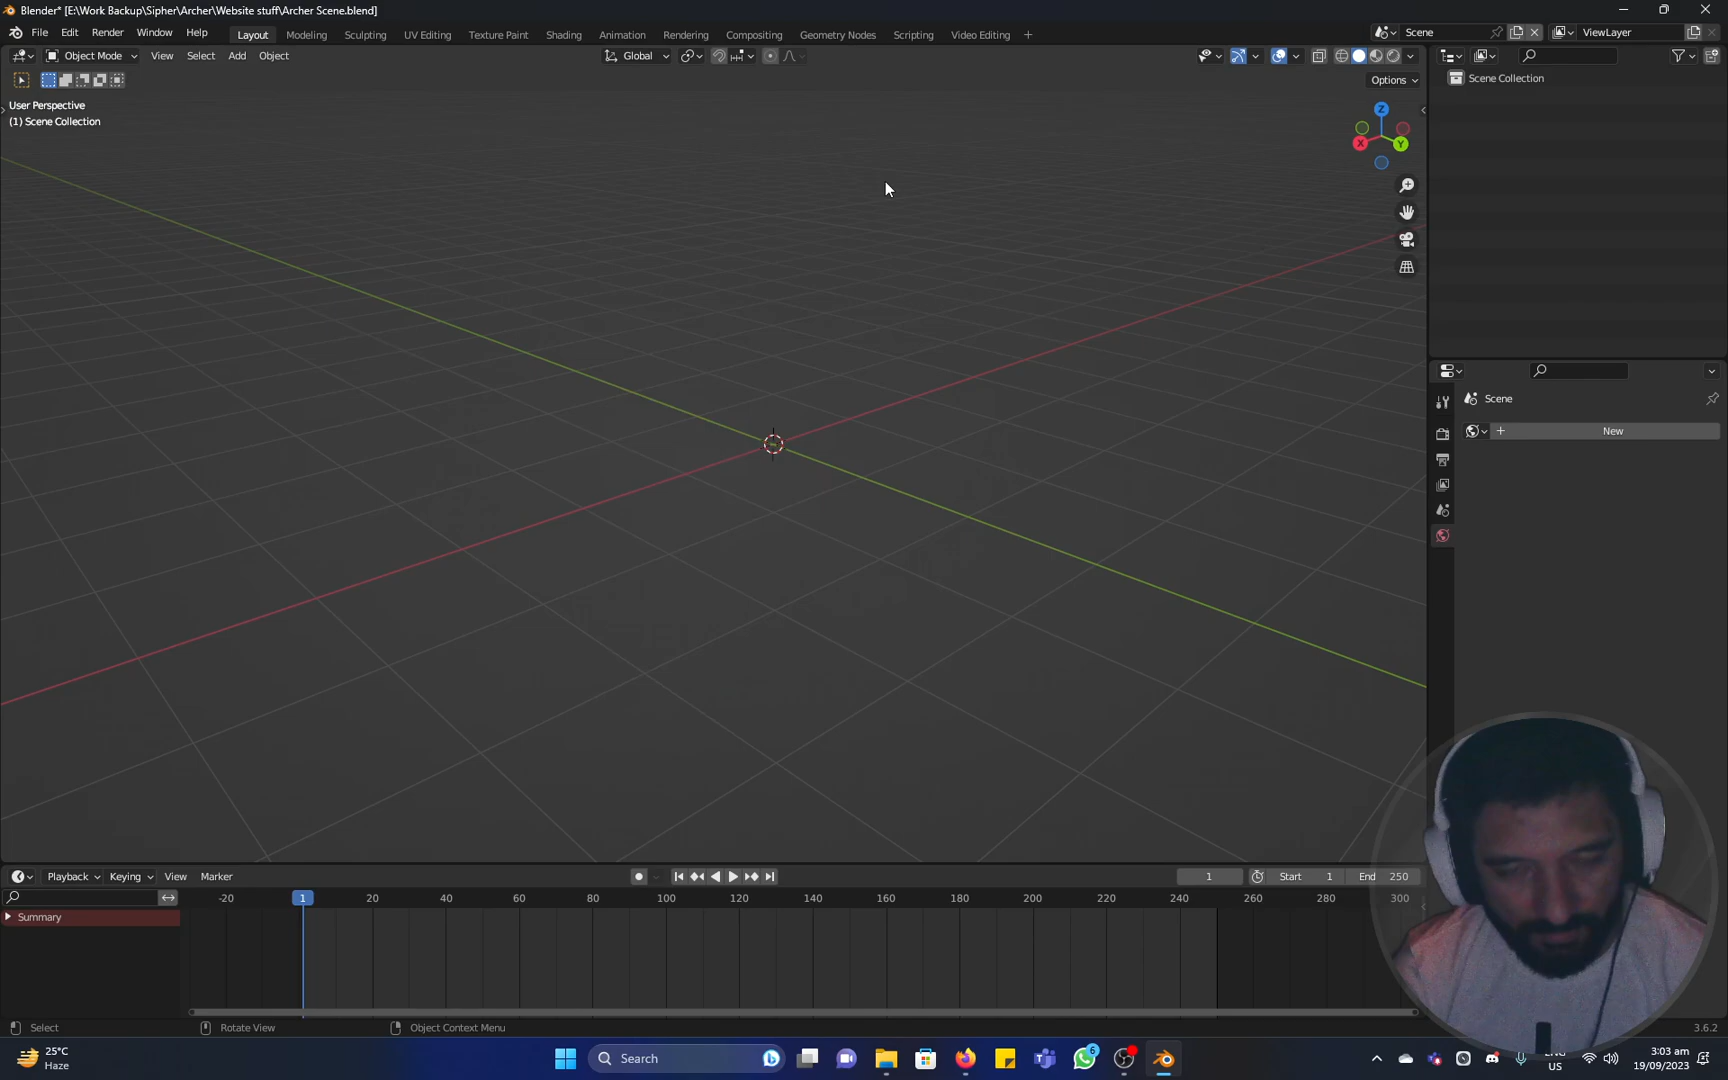 Blender* [E:\Work Backup\Sipher\Archer\Website stuff\Archer Scene.blend]
File Edit Render Window Help Layout Modeling Sculpting UV Editing Texture Paint Shading Animation Rendering Compositing Geometry Nodes Scripting Video Editing + Scene ViewLayer
Object Mode View Select Add Object Global
Options
Scene Collection
User Perspective
(1) Scene Collection
Z
X Y
Scene
+ New
Playback Keying View Marker 1 Start 1 End 250
-20 1 20 40 60 80 100 120 140 160 180 200 220 240 260 280 300
Summary
Select Rotate View Object Context Menu 3.6.2
25°C
Haze
Search
6
US
3:03 am
19/09/2023